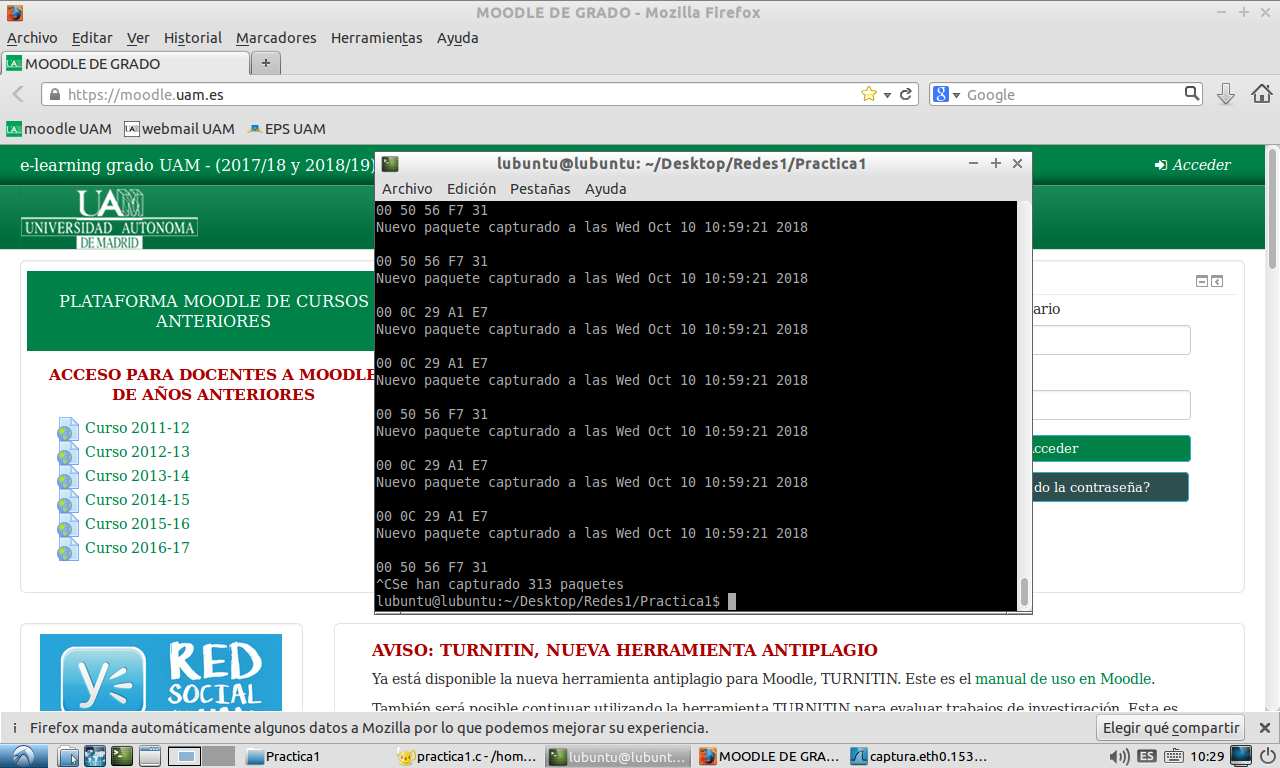 MOODLE DE GRADO - Mozilla Firefox
Archivo Editar Ver Historial Marcadores Herramientas Ayuda
MOODLE DE GRADO
https://moodle.uam.es
Google
moodle UAM webmail UAM EPS UAM
e-learning grado UAM - (2017/18 y 2018/19)
Acceder
UAM
UNIVERSIDAD AUTONOMA
DE MADRID
PLATAFORMA MOODLE DE CURSOS
ANTERIORES
ACCESO PARA DOCENTES A MOODLE
DE AÑOS ANTERIORES
Curso 2011-12
Curso 2012-13
Curso 2013-14
Curso 2014-15
Curso 2015-16
Curso 2016-17
lubuntu@lubuntu: ~/Desktop/Redes1/Practica1
Archivo Edición Pestañas Ayuda
00 50 56 F7 31
Nuevo paquete capturado a las Wed Oct 10 10:59:21 2018
00 50 56 F7 31
Nuevo paquete capturado a las Wed Oct 10 10:59:21 2018
00 0C 29 A1 E7
Nuevo paquete capturado a las Wed Oct 10 10:59:21 2018
00 0C 29 A1 E7
Nuevo paquete capturado a las Wed Oct 10 10:59:21 2018
00 50 56 F7 31
Nuevo paquete capturado a las Wed Oct 10 10:59:21 2018
00 0C 29 A1 E7
Nuevo paquete capturado a las Wed Oct 10 10:59:21 2018
00 0C 29 A1 E7
Nuevo paquete capturado a las Wed Oct 10 10:59:21 2018
00 50 56 F7 31
^CSe han capturado 313 paquetes
lubuntu@lubuntu:~/Desktop/Redes1/Practica1$
ario
cceder
do la contraseña?
RED
SOCIAL
AVISO: TURNITIN, NUEVA HERRAMIENTA ANTIPLAGIO
Ya está disponible la nueva herramienta antiplagio para Moodle, TURNITIN. Este es el manual de uso en Moodle.
También será posible continuar utilizando la herramienta TURNITIN para evaluar trabajos de investigación. Esta es
Firefox manda automáticamente algunos datos a Mozilla por lo que podemos mejorar su experiencia.
Elegir qué compartir
Practica1
practica1.c - /hom...
lubuntu@lubunt...
MOODLE DE GRA...
captura.eth0.153...
ES
10:29